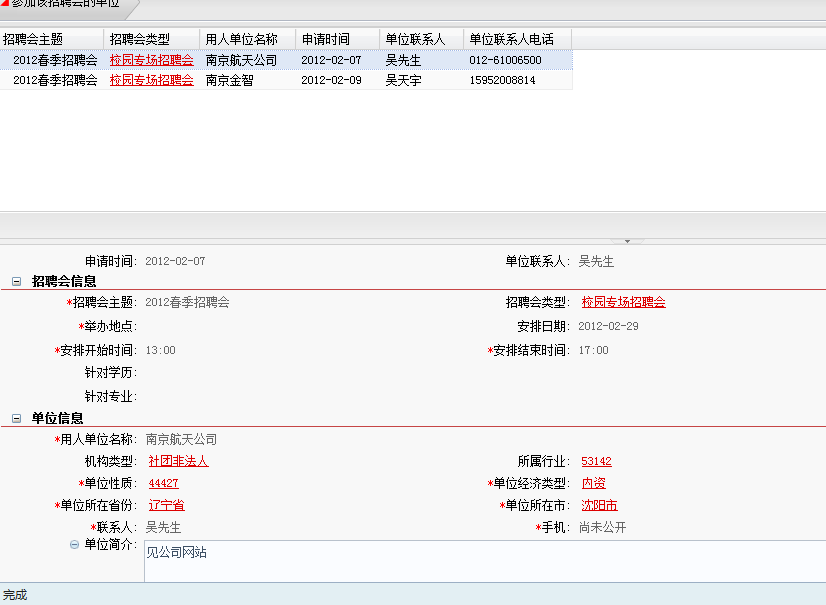 参加该招聘会的单位
招聘会主题 招聘会类型 用人单位名称 申请时间 单位联系人 单位联系人电话
2012春季招聘会 校园专场招聘会 南京航天公司 2012-02-07 吴先生 012-61006500
2012春季招聘会 校园专场招聘会 南京金智 2012-02-09 吴天宇 15952008814
申请时间: 2012-02-07 单位联系人: 吴先生
招聘会信息
*招聘会主题: 2012春季招聘会 招聘会类型: 校园专场招聘会
*举办地点: 安排日期: 2012-02-29
*安排开始时间: 13:00 *安排结束时间: 17:00
针对学历:
针对专业:
单位信息
*用人单位名称: 南京航天公司
机构类型: 社团非法人 所属行业: 53142
*单位性质: 44427 *单位经济类型: 内资
*单位所在省份: 辽宁省 *单位所在市: 沈阳市
*联系人: 吴先生 *手机: 尚未公开
单位简介: 见公司网站
完成